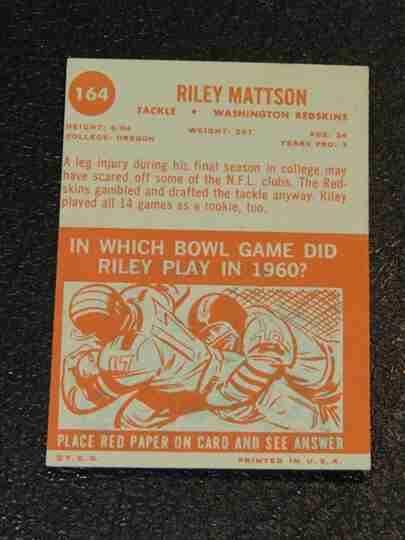 164
RILEY MATTSON
TACKLE • WASHINGTON REDSKINS
HEIGHT: 6/04 WEIGHT: 247 AGE: 24
COLLEGE: OREGON YEARS PRO: 3
A leg injury during his final season in college may
have scared off some of the N.F.L. clubs. The Red-
skins gambled and drafted the tackle anyway. Riley
played all 14 games as a rookie, too.
IN WHICH BOWL GAME DID
RILEY PLAY IN 1960?
PLACE RED PAPER ON CARD AND SEE ANSWER
© T.C.G. PRINTED IN U.S.A.